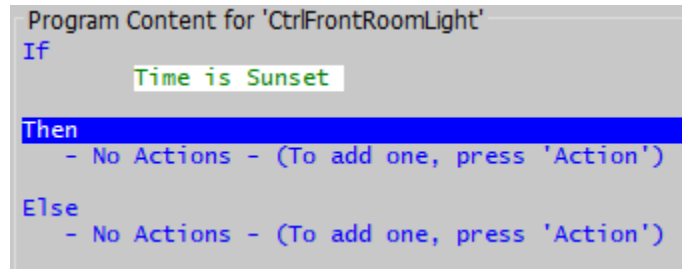 Program Content for 'CtrlFrontRoomLight'
If
Time is Sunset
Then
- No Actions - (To add one, press 'Action')
Else
- No Actions - (To add one, press 'Action')